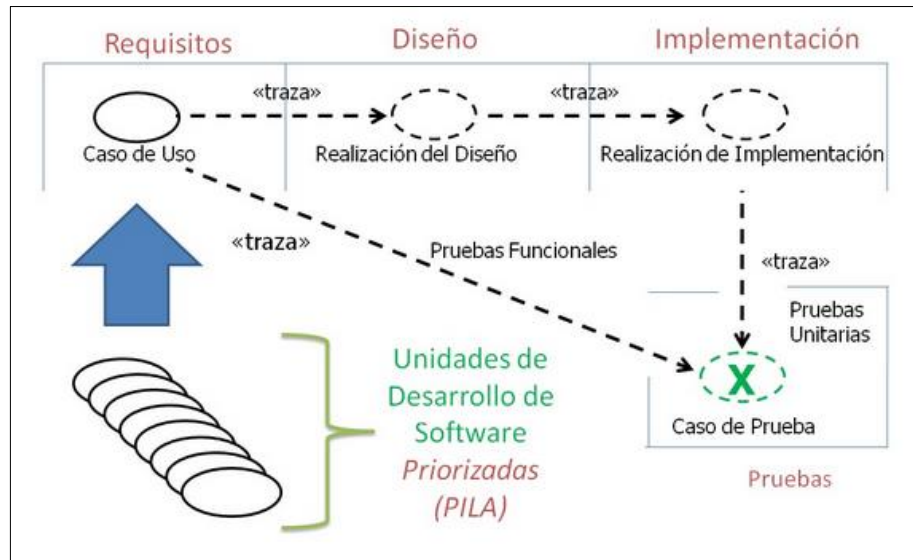 Requisitos
Diseño
Implementación
«traza»
«traza»
Caso de Uso
Realización del Diseño
Realización de Implementación
«traza»
Pruebas Funcionales
«traza»
Pruebas
Unitarias
X
Caso de Prueba
Pruebas
Unidades de
Desarrollo de
Software
Priorizadas
(PILA)